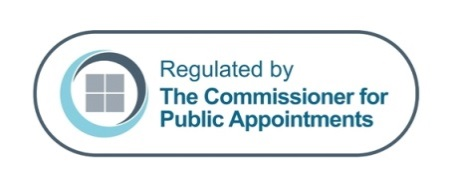 Regulated by
The Commissioner for
Public Appointments